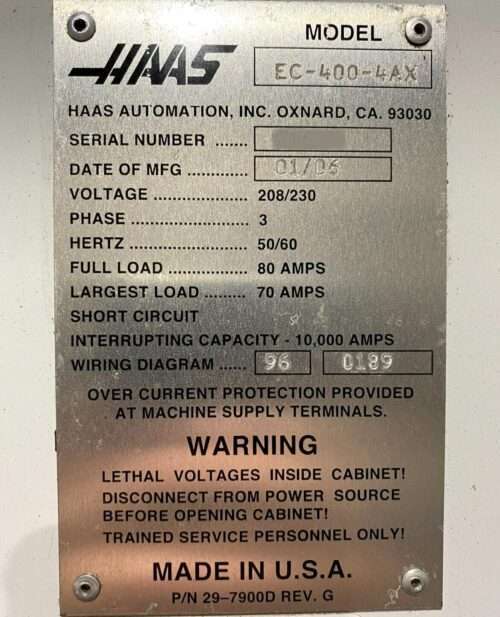 HAAS
MODEL
EC-400-4AX
HAAS AUTOMATION, INC. OXNARD, CA. 93030
SERIAL NUMBER .......
DATE OF MFG ............. 01/06
VOLTAGE .................... 208/230
PHASE ........................ 3
HERTZ ........................ 50/60
FULL LOAD .................. 80 AMPS
LARGEST LOAD ......... 70 AMPS
SHORT CIRCUIT
INTERRUPTING CAPACITY - 10,000 AMPS
WIRING DIAGRAM ...... 96 0189
OVER CURRENT PROTECTION PROVIDED
AT MACHINE SUPPLY TERMINALS.
WARNING
LETHAL VOLTAGES INSIDE CABINET!
DISCONNECT FROM POWER SOURCE
BEFORE OPENING CABINET!
TRAINED SERVICE PERSONNEL ONLY!
MADE IN U.S.A.
P/N 29-7900D REV. G